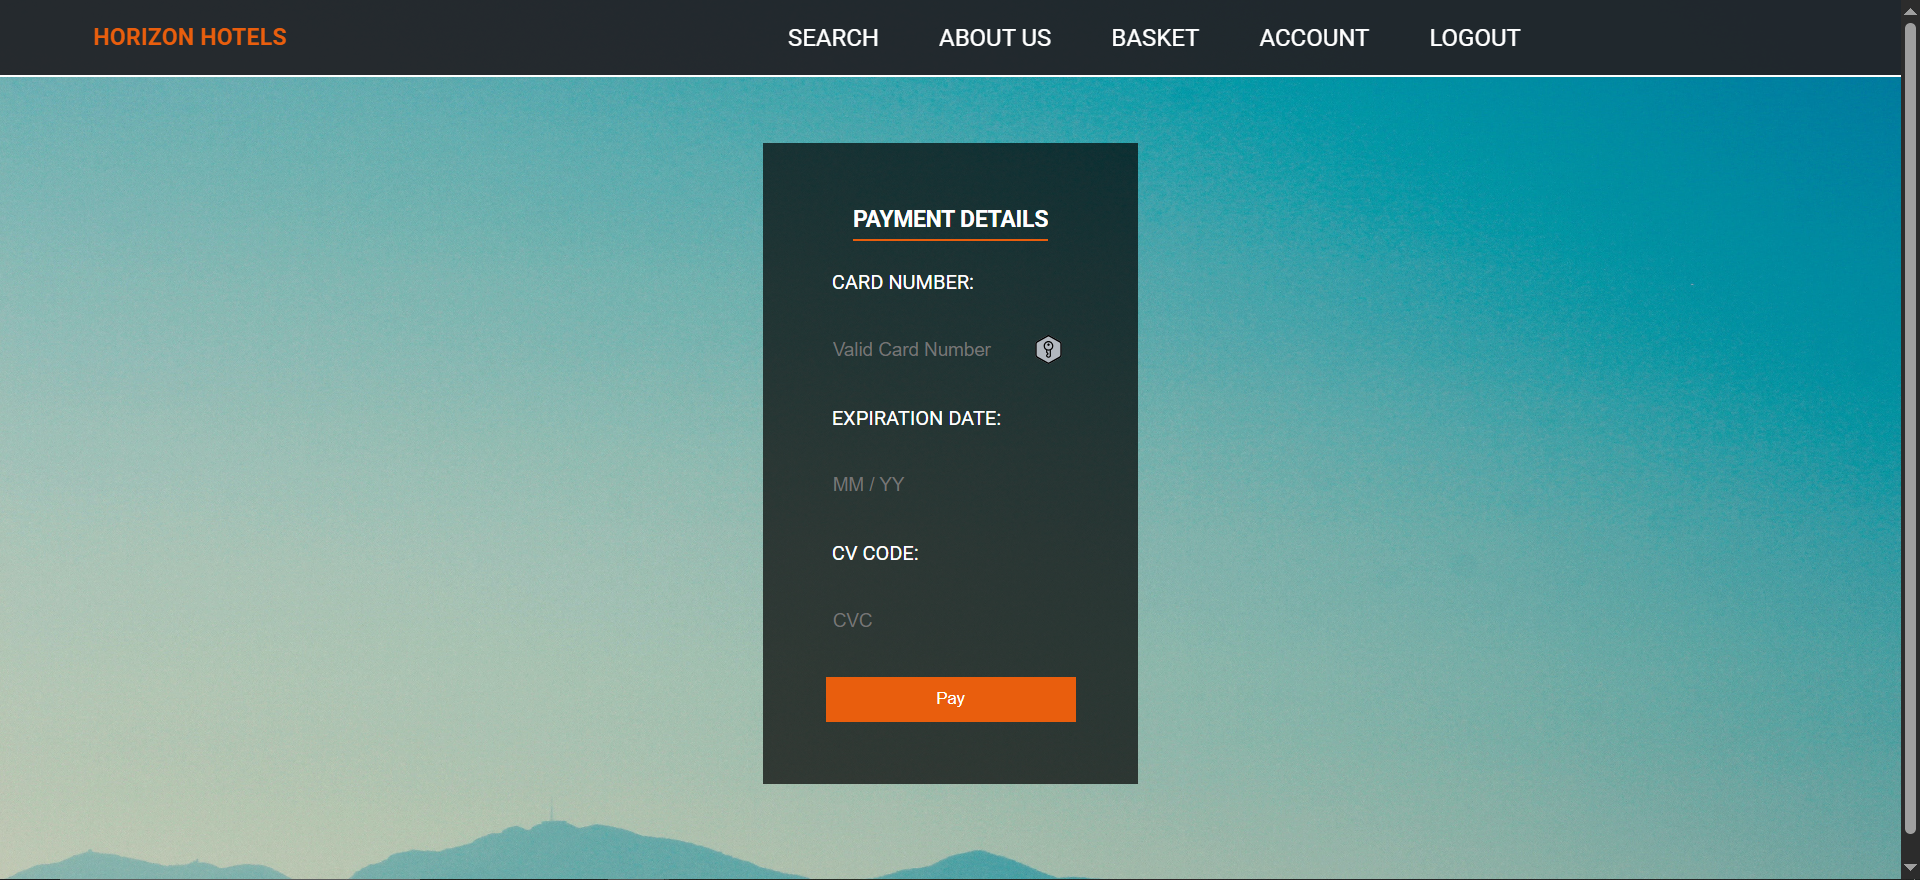 HORIZON HOTELS
SEARCH ABOUT US BASKET ACCOUNT LOGOUT
PAYMENT DETAILS
CARD NUMBER:
Valid Card Number
EXPIRATION DATE:
MM / YY
CV CODE:
CVC
Pay